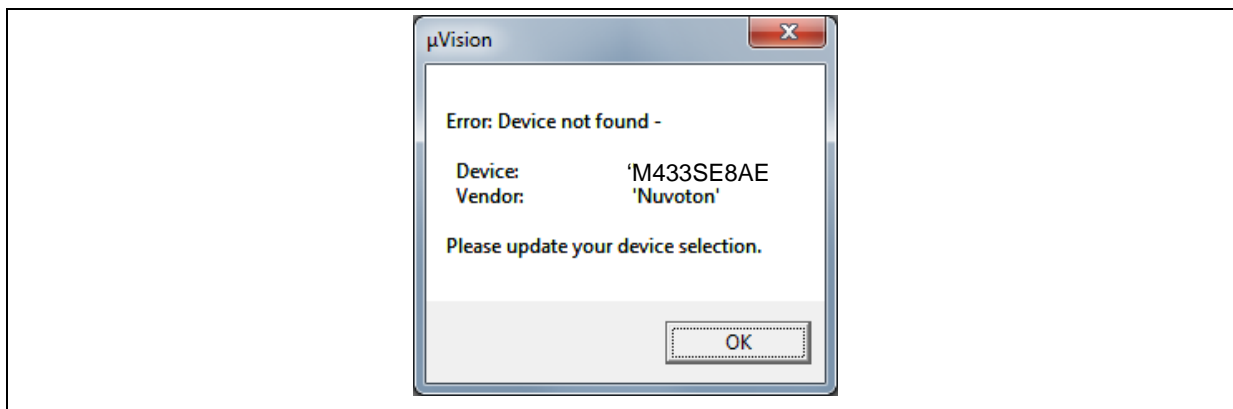 µVision
Error: Device not found -
Device: ‘M433SE8AE
Vendor: 'Nuvoton'
Please update your device selection.
OK